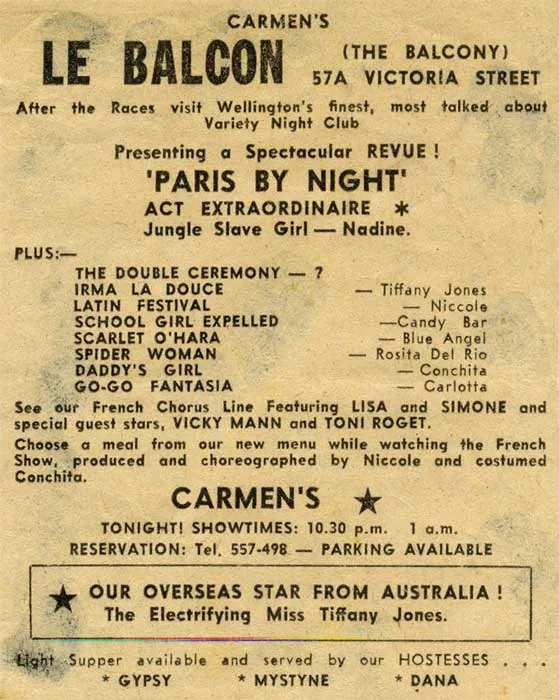 CARMEN'S
LE BALCON (THE BALCONY)
57A VICTORIA STREET
After the Races visit Wellington's finest, most talked about
Variety Night Club
Presenting a Spectacular REVUE !
'PARIS BY NIGHT'
ACT EXTRAORDINAIRE *
Jungle Slave Girl — Nadine.
PLUS:—
THE DOUBLE CEREMONY — ?
IRMA LA DOUCE — Tiffany Jones
LATIN FESTIVAL — Niccole
SCHOOL GIRL EXPELLED —Candy Bar
SCARLET O'HARA — Blue Angel
SPIDER WOMAN — Rosita Del Rio
DADDY'S GIRL — Conchita
GO-GO FANTASIA — Carlotta
See our French Chorus Line Featuring LISA and SIMONE and
special guest stars, VICKY MANN and TONI ROGET.
Choose a meal from our new menu while watching the French
Show, produced and choreographed by Niccole and costumed
Conchita.
CARMEN'S ★
TONIGHT! SHOWTIMES: 10.30 p.m. 1 a.m.
RESERVATION: Tel. 557-498 — PARKING AVAILABLE
★ OUR OVERSEAS STAR FROM AUSTRALIA !
The Electrifying Miss Tiffany Jones.
Light Supper available and served by our HOSTESSES . . .
* GYPSY * MYSTYNE * DANA